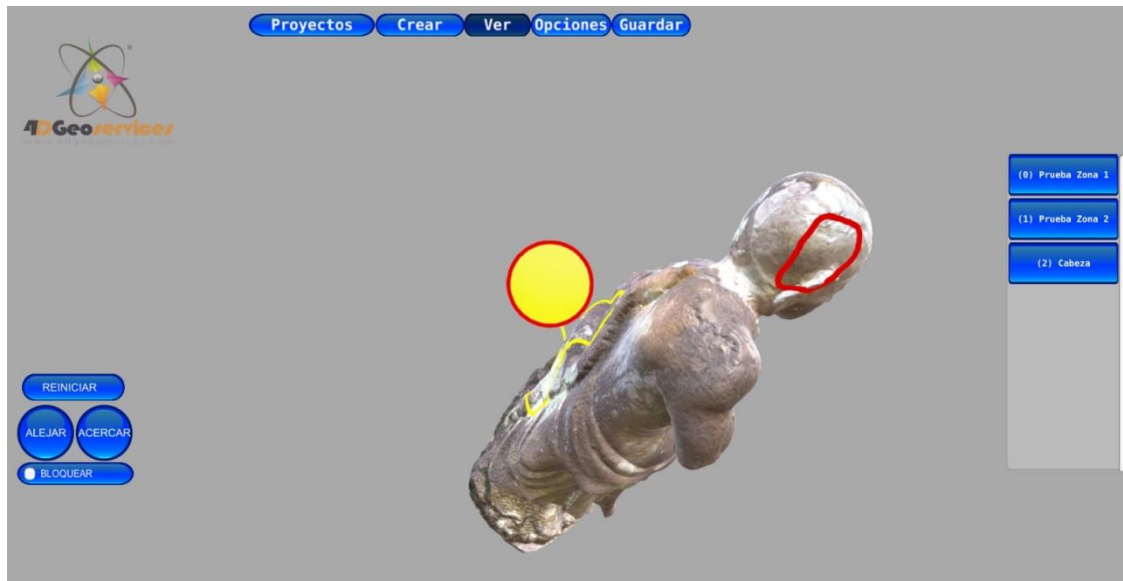 Proyectos Crear Ver Opciones Guardar
4DGeoservices
(0) Prueba Zona 1
(1) Prueba Zona 2
(2) Cabeza
REINICIAR
ALEJAR ACERCAR
BLOQUEAR